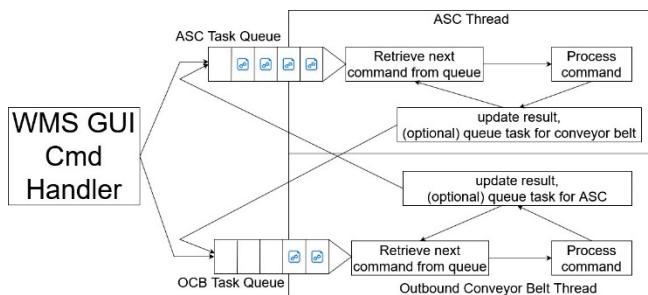 ASC Thread
ASC Task Queue
Retrieve next
command from queue
Process
command
update result,
(optional) queue task for conveyor belt
WMS GUI
Cmd
Handler
update result,
(optional) queue task for ASC
Retrieve next
command from queue
Process
command
OCB Task Queue
Outbound Conveyor Belt Thread